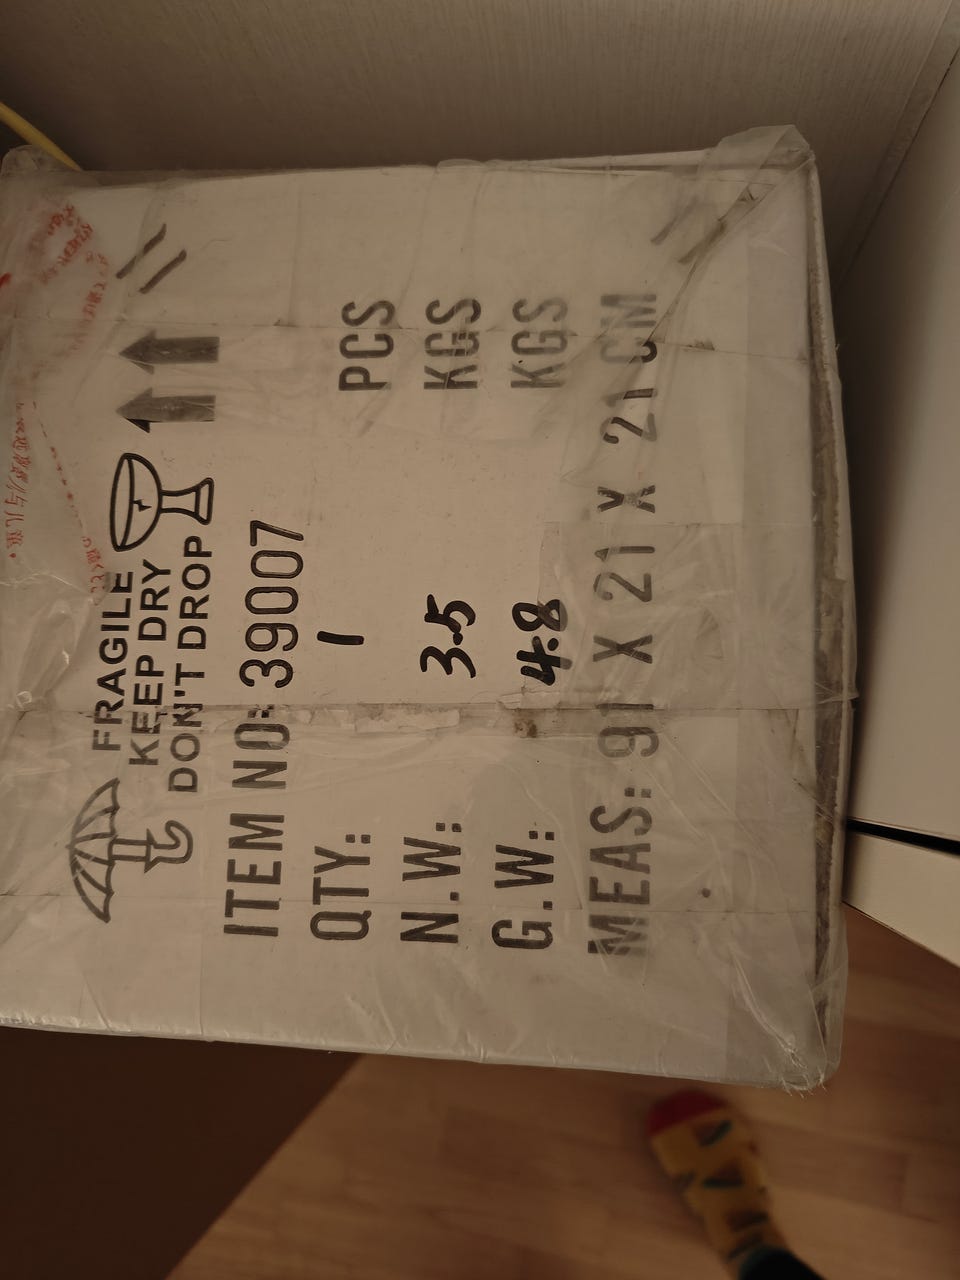 FRAGILE
KEEP DRY
DON'T DROP
ITEM NO: 39007
QTY: 1 PCS
N.W.: 3.5 KGS
G.W.: 4.8 KGS
MEAS: 91 X 21 X 21 CM